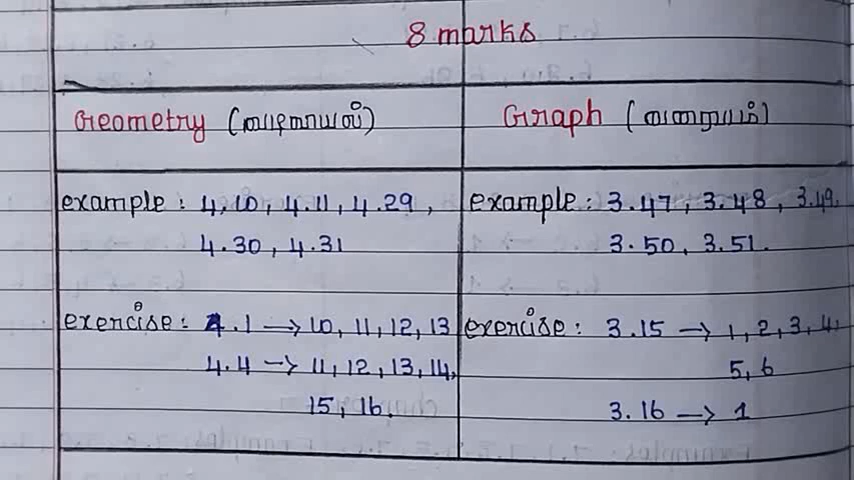 8 marks
Geometry (வடிவியல்)
Graph (வரைபடம்)
example: 4.10, 4.11, 4.29,
4.30, 4.31
example: 3.47, 3.48, 3.49,
3.50, 3.51.
exercise: 4.1 → 10, 11, 12, 13
4.4 → 11, 12, 13, 14,
15, 16.
exercise: 3.15 → 1, 2, 3, 4,
5, 6
3.16 → 1